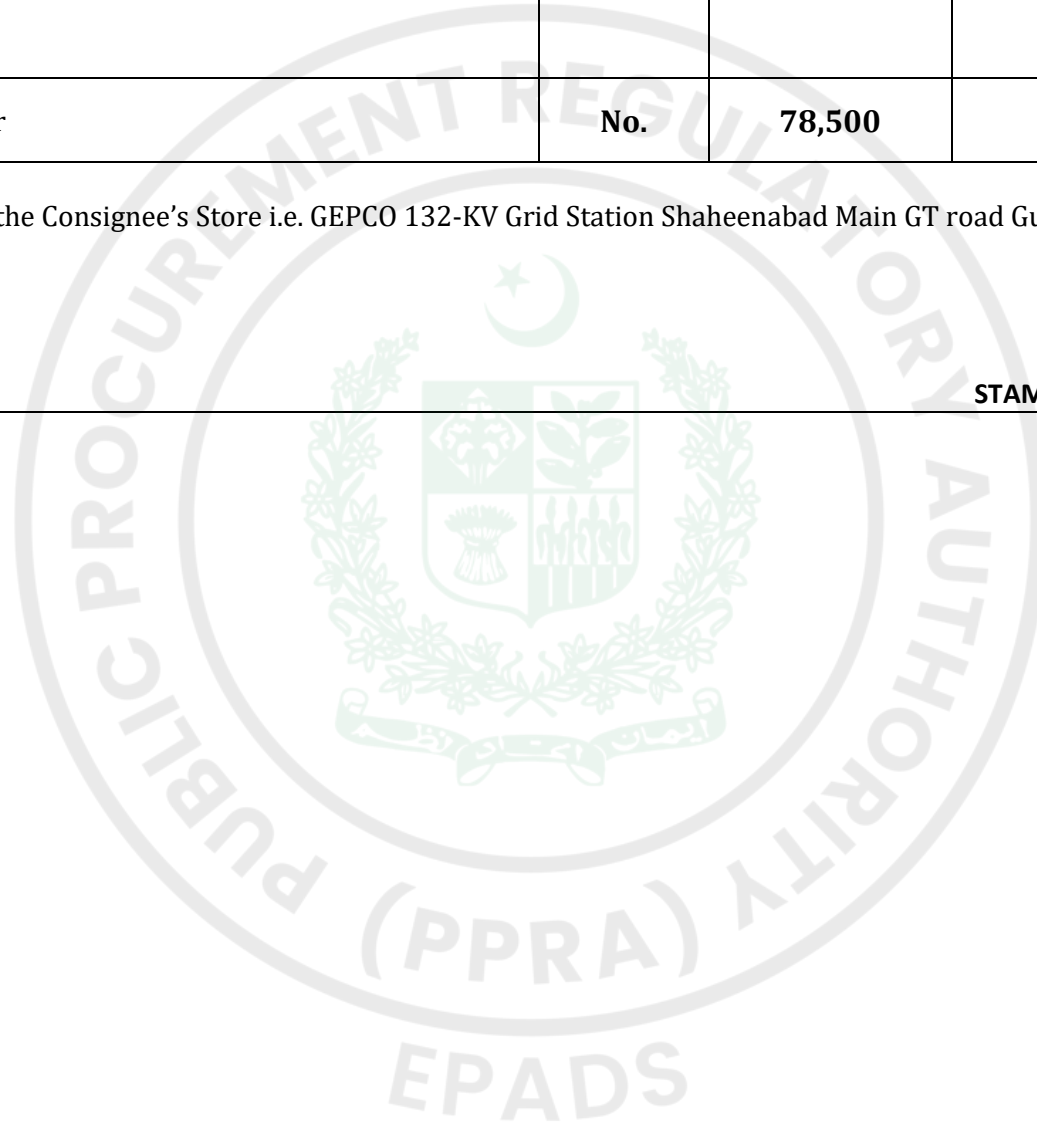 r No. 78,500
the Consignee’s Store i.e. GEPCO 132-KV Grid Station Shaheenabad Main GT road Gu
STAM
PUBLIC PROCUREMENT REGULATORY AUTHORITY
(PPRA)
EPADS